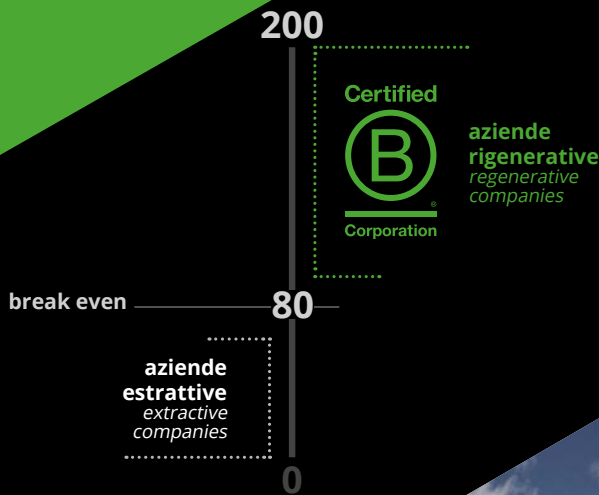 200
Certified
B
®
Corporation
aziende
rigenerative
regenerative
companies
break even
80
aziende
estrattive
extractive
companies
0